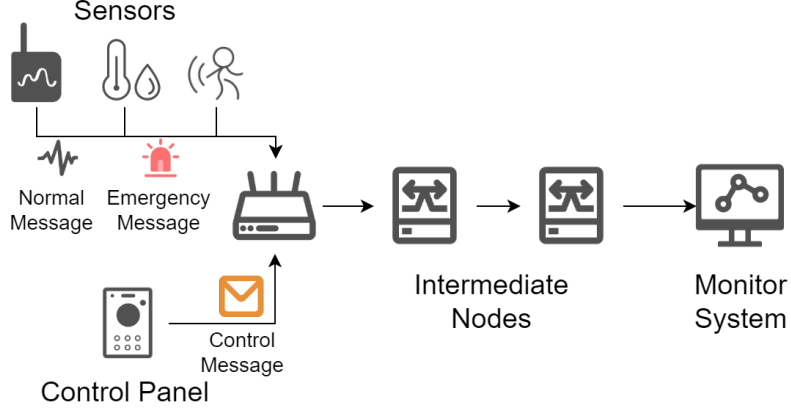 Sensors
Normal
Message
Emergency
Message
Intermediate
Nodes
Monitor
System
Control
Message
Control Panel